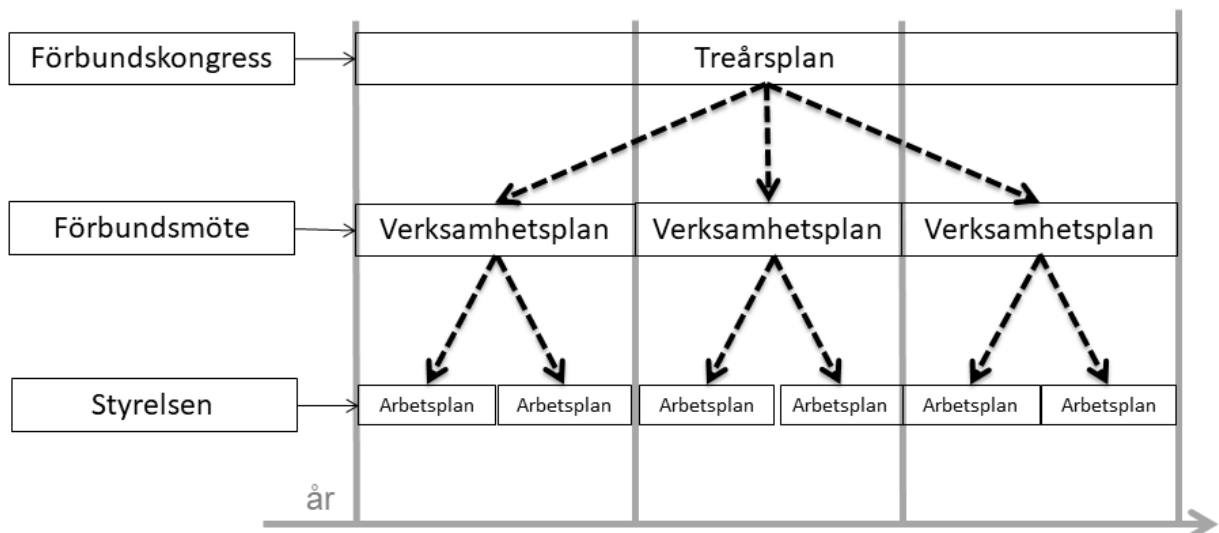 Förbundskongress
Treårsplan
Förbundsmöte
Verksamhetsplan
Verksamhetsplan
Verksamhetsplan
Styrelsen
Arbetsplan
Arbetsplan
Arbetsplan
Arbetsplan
Arbetsplan
Arbetsplan
år